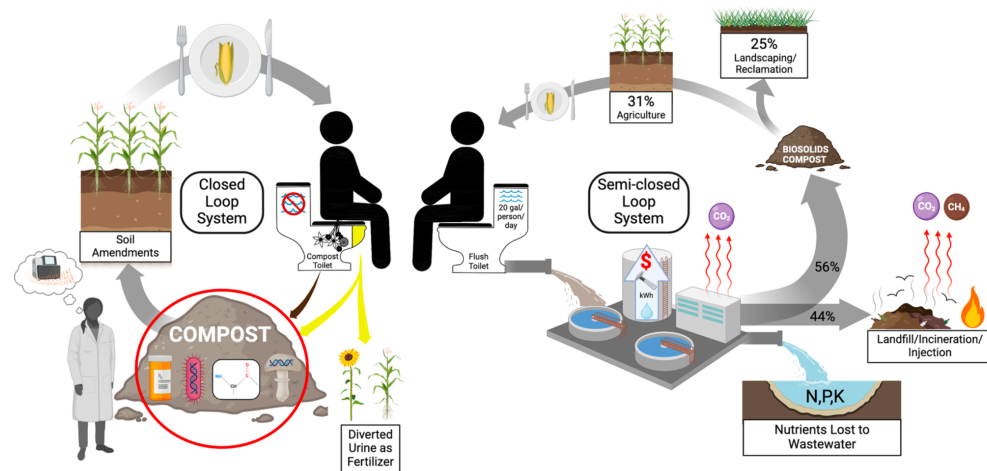 Closed
Loop
System
Soil
Amendments
Compost
Toilet
COMPOST
NH₂
CH
Diverted
Urine as
Fertilizer
20 gal/
person/
day
Flush
Toilet
Semi-closed
Loop
System
31%
Agriculture
25%
Landscaping/
Reclamation
BIOSOLIDS
COMPOST
CO₂
$
kWh
56%
44%
CO₂
CH₄
Landfill/Incineration/
Injection
N,P,K
Nutrients Lost to
Wastewater